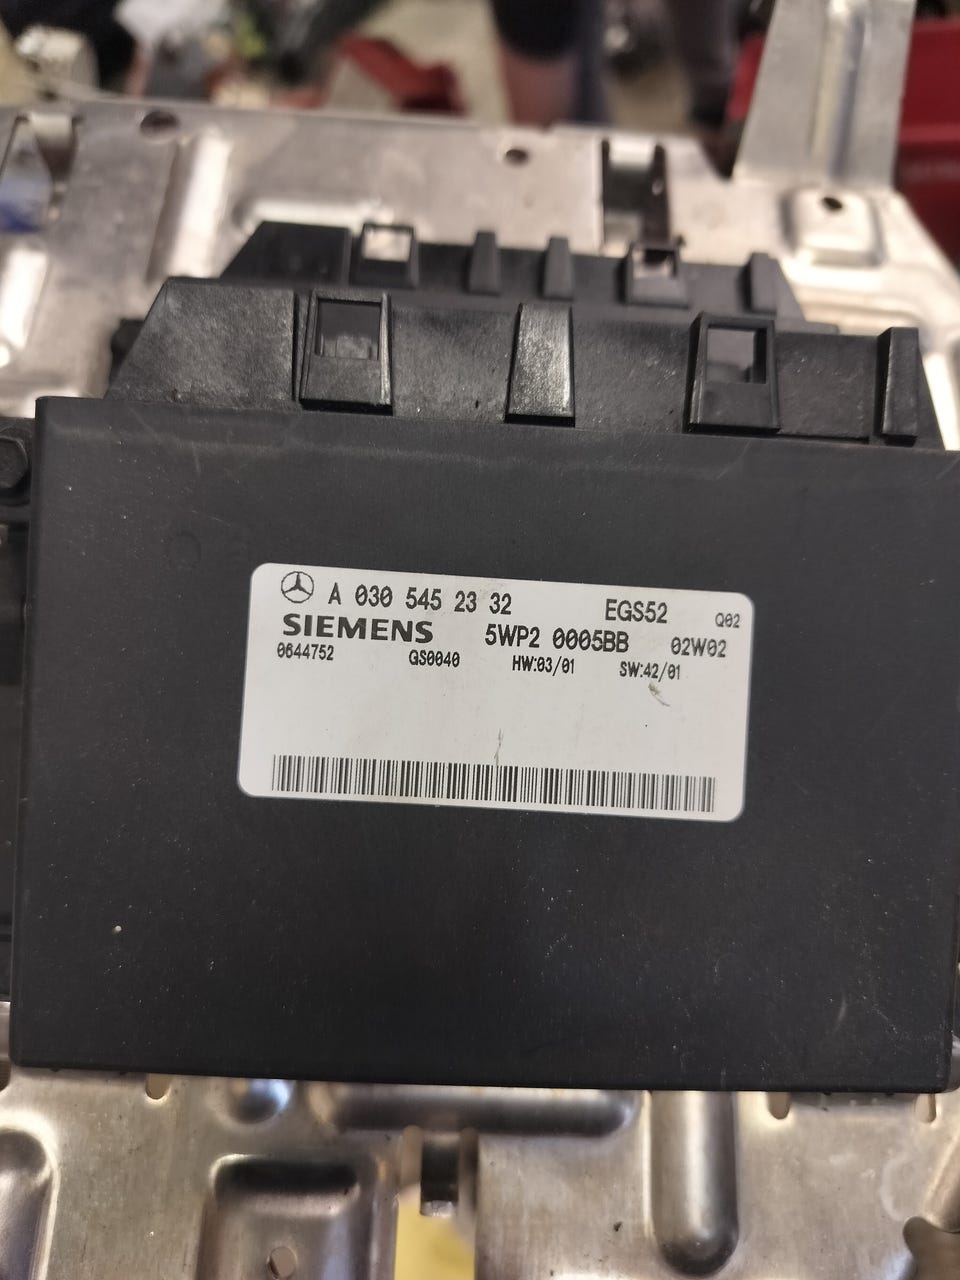 A 030 545 23 32 EGS52 Q02
SIEMENS 5WP2 0005BB 02W02
0644752 GS0040 HW:03/01 SW:42/01